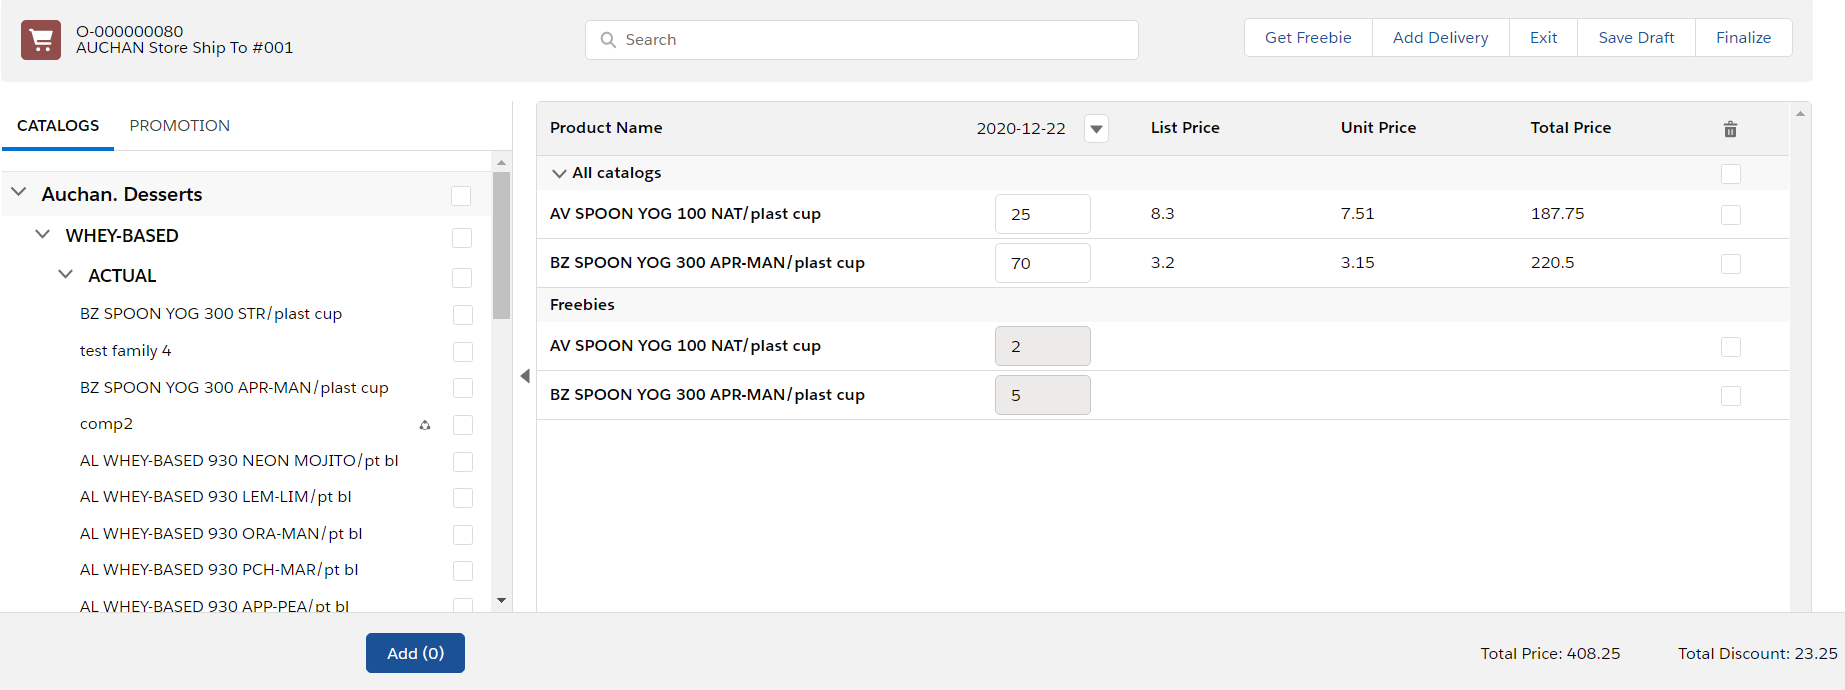 O-000000080
AUCHAN Store Ship To #001
Search
Get Freebie
Add Delivery
Exit
Save Draft
Finalize
CATALOGS
PROMOTION
Auchan. Desserts
WHEY-BASED
ACTUAL
BZ SPOON YOG 300 STR/plast cup
test family 4
BZ SPOON YOG 300 APR-MAN/plast cup
comp2
AL WHEY-BASED 930 NEON MOJITO/pt bl
AL WHEY-BASED 930 LEM-LIM/pt bl
AL WHEY-BASED 930 ORA-MAN/pt bl
AL WHEY-BASED 930 PCH-MAR/pt bl
AL WHEY-BASED 930 APP-PEA/pt bl
Add (0)
Product Name 2020-12-22 List Price Unit Price Total Price
All catalogs
AV SPOON YOG 100 NAT/plast cup 25 8.3 7.51 187.75
BZ SPOON YOG 300 APR-MAN/plast cup 70 3.2 3.15 220.5
Freebies
AV SPOON YOG 100 NAT/plast cup 2
BZ SPOON YOG 300 APR-MAN/plast cup 5
Total Price: 408.25
Total Discount: 23.25